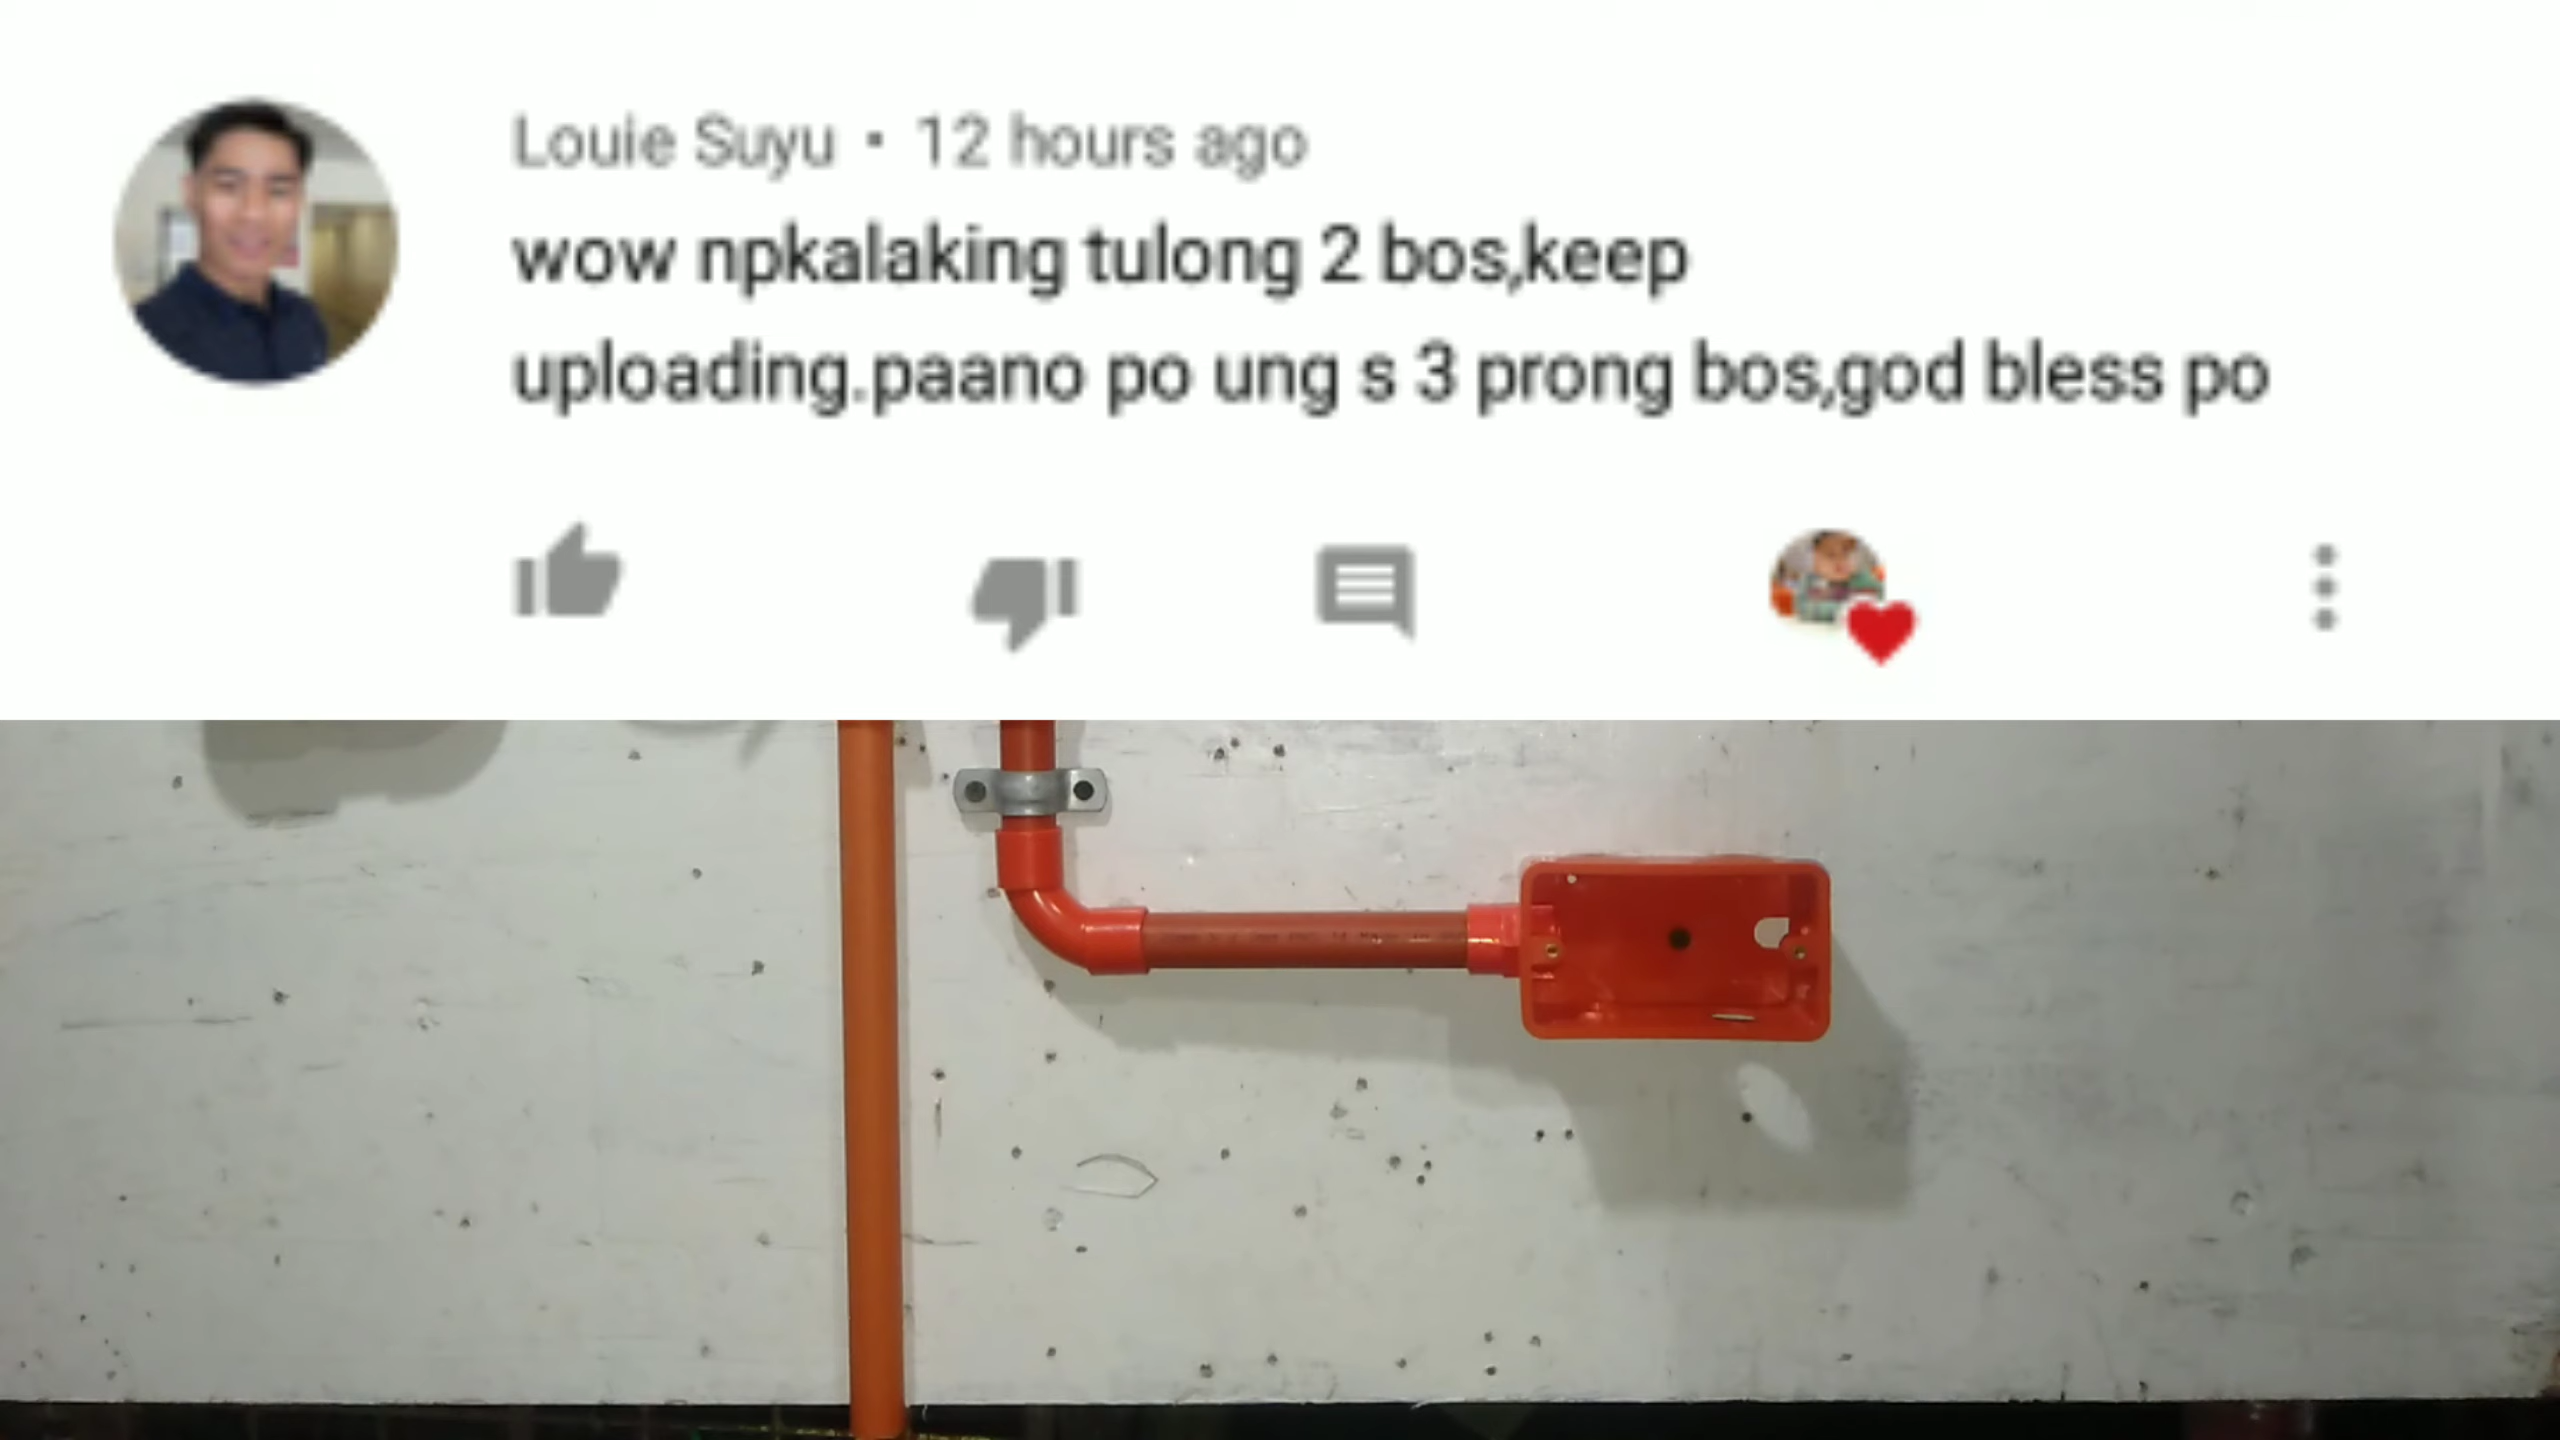 Louie Suyu • 12 hours ago
wow npkalaking tulong 2 bos,keep
uploading.paano po ung s 3 prong bos,god bless po